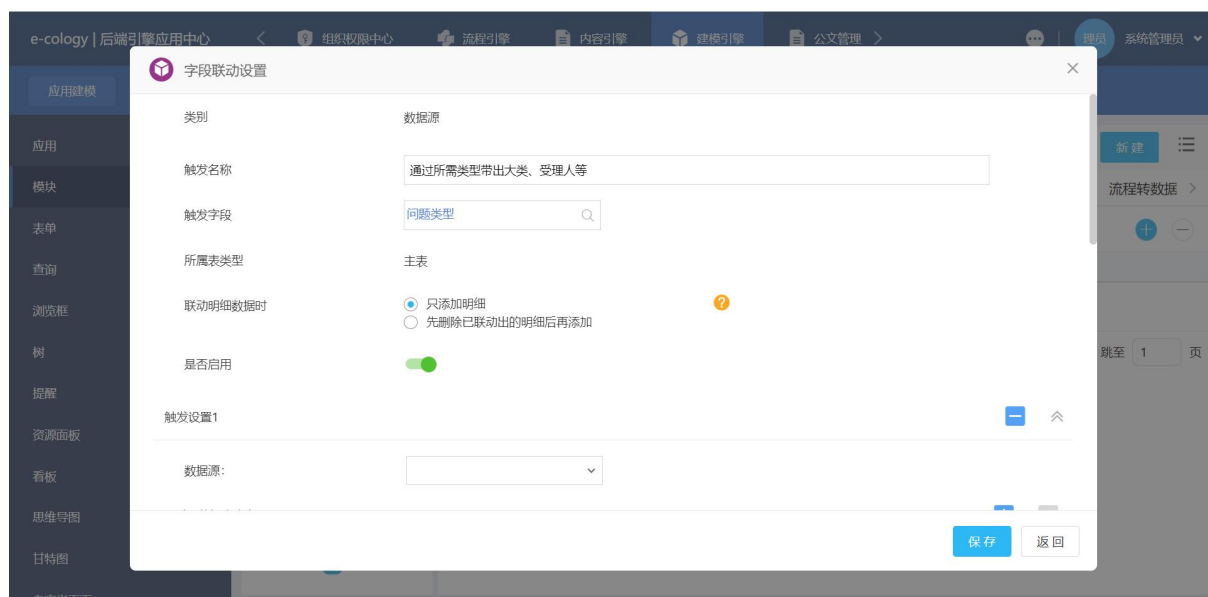 e-cology | 后端引擎应用中心
组织权限中心
流程引擎
内容引擎
建模引擎
公文管理
理员
系统管理员
应用建模
字段联动设置
类别
数据源
应用
新建
触发名称
通过所需类型带出大类、受理人等
模块
流程转数据
触发字段
问题类型
表单
所属表类型
主表
查询
联动明细数据时
只添加明细
浏览框
先删除已联动出的明细后再添加
树
是否启用
跳至 1 页
提醒
触发设置1
资源面板
数据源:
看板
思维导图
保存
返回
甘特图